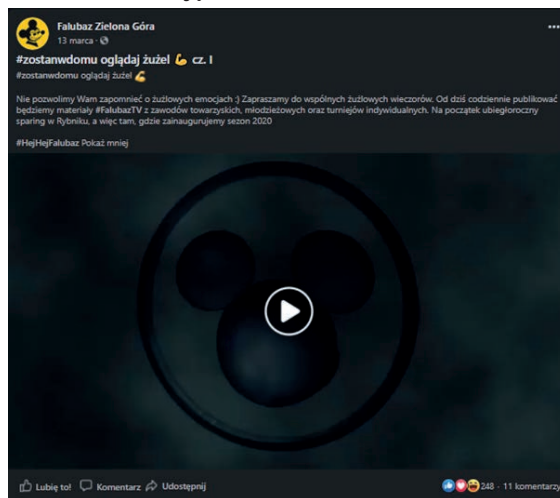 Falubaz Zielona Góra
13 marca ·
#zostanwdomu oglądaj żużel 💪 cz. I
#zostanwdomu oglądaj żużel 💪
Nie pozwolimy Wam zapomnieć o żużlowych emocjach :) Zapraszamy do wspólnych żużlowych wieczorów. Od dziś codziennie publikować
będziemy materiały #FalubazTV z zawodów towarzyskich, młodzieżowych oraz turniejów indywidualnych. Na początek ubiegłoroczny
sparing w Rybniku, a więc tam, gdzie zainaugurujemy sezon 2020
#HejHejFalubaz Pokaż mniej
Lubię to! Komentarz Udostępnij 248 · 11 komentarzy